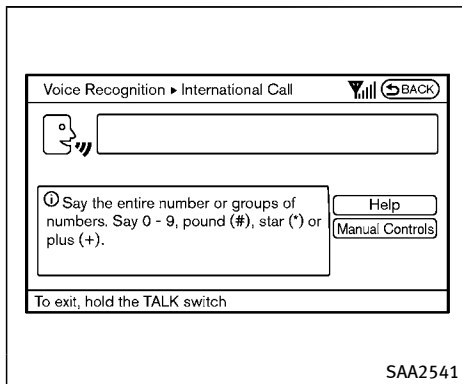 Voice Recognition ▸ International Call BACK
ⓘ Say the entire number or groups of
numbers. Say 0 - 9, pound (#), star (*) or
plus (+).
Help
Manual Controls
To exit, hold the TALK switch
SAA2541